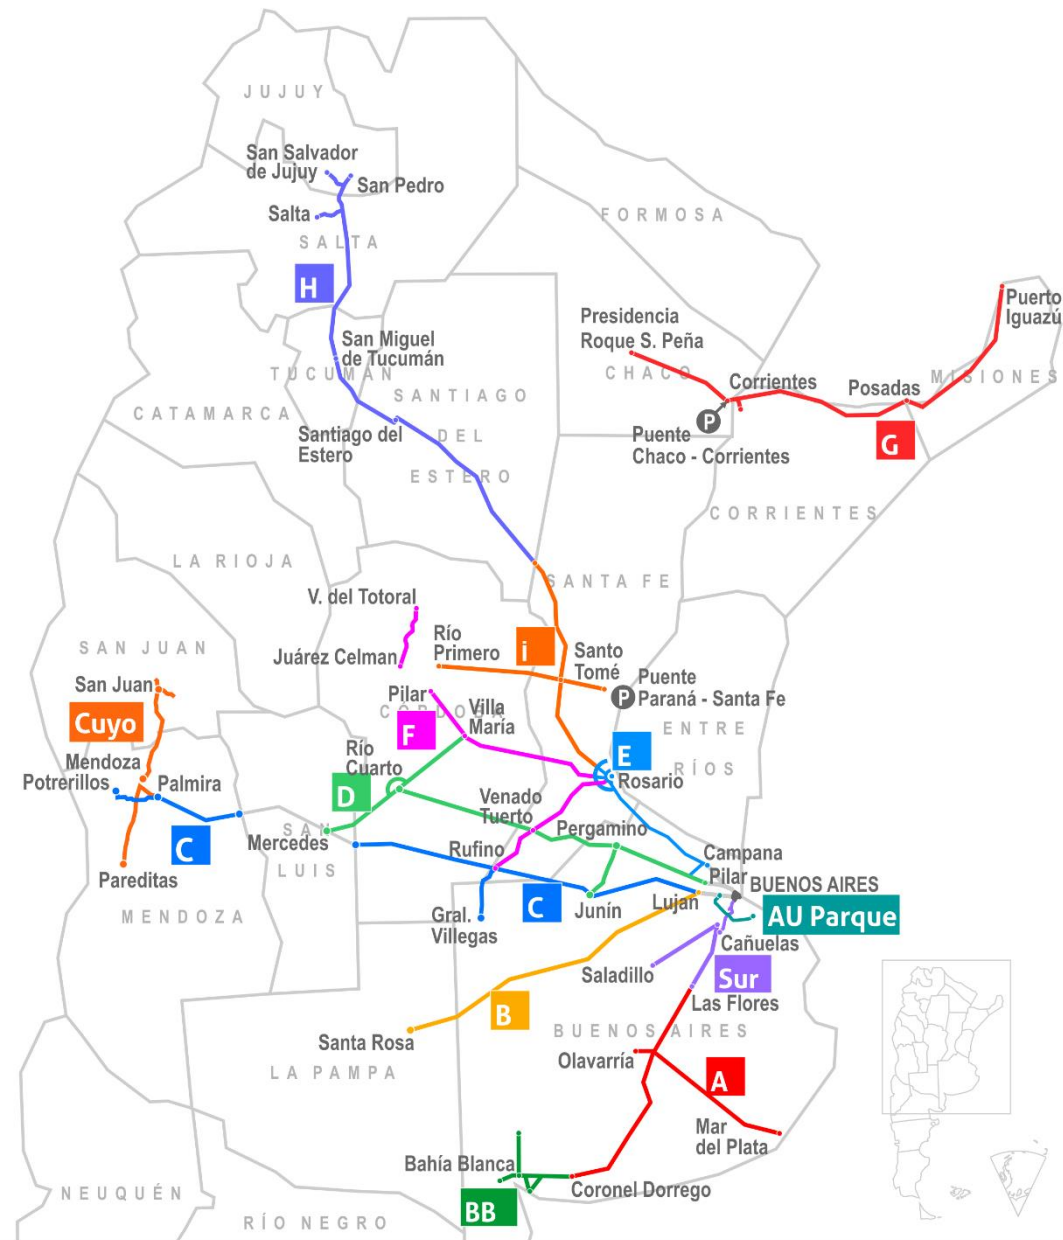 JUJUY
San Salvador
de Jujuy
San Pedro
Salta
SALTA
FORMOSA
H
Puerto
Iguazú
Presidencia
Roque S. Peña
San Miguel
de Tucumán
TUCUMÁN
CHACO
Corrientes
Posadas
MISIONES
SANTIAGO
CATAMARCA
P
Santiago del
Estero
DEL
Puente
Chaco - Corrientes
G
ESTERO
CORRIENTES
LA RIOJA
SANTA FE
V. del Totoral
Río
Primero
i
Santo
Tomé
SAN JUAN
Juárez Celman
San Juan
Puente
Paraná - Santa Fe
P
Pilar
CÓRDOBA
Villa
María
Cuyo
F
ENTRE
E
RÍOS
Río
Cuarto
Mendoza
Potrerillos
Palmira
Rosario
D
Venado
Tuerto
Pergamino
SAN
Mercedes
C
Rufino
Campana
LUIS
Pilar
Pareditas
BUENOS AIRES
MENDOZA
Gral.
Villegas
C
Junín
Luján
AU Parque
Cañuelas
Saladillo
Sur
Las Flores
B
Santa Rosa
BUENOS AIRES
Olavarría
LA PAMPA
A
Mar
del Plata
Bahía Blanca
Coronel Dorrego
NEUQUÉN
BB
RÍO NEGRO